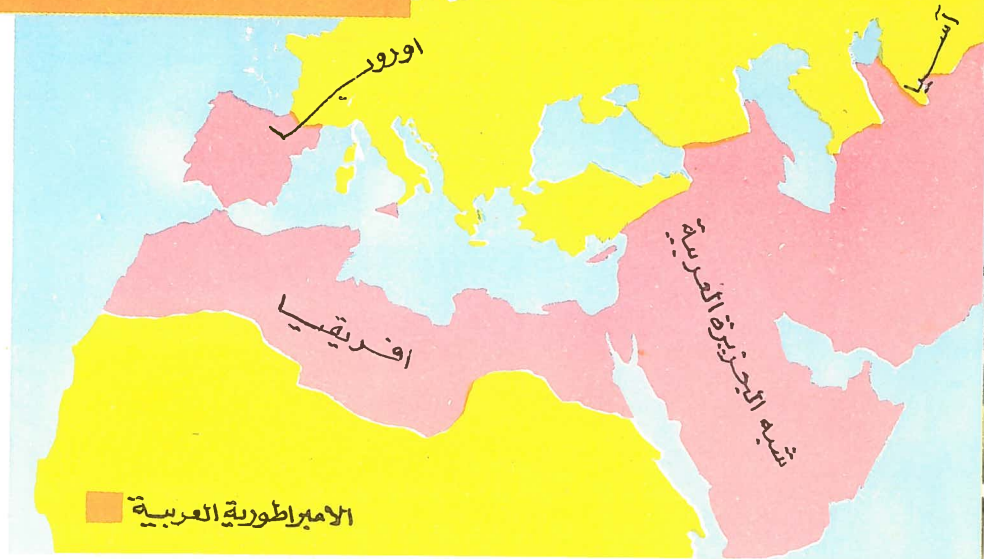 اوروبا
آسيا
افريقيا
شبه الجزيرة العربية
الامبراطورية العربية